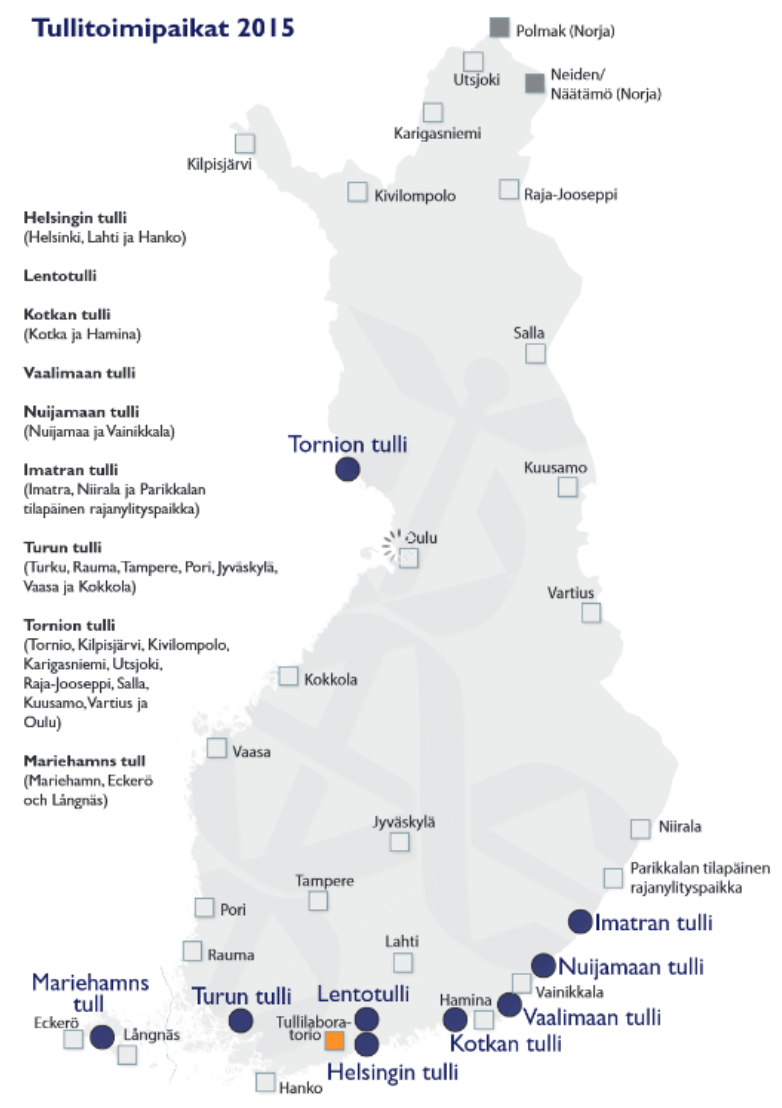 Tullitoimipaikat 2015
Polmak (Norja)
Utsjoki
Neiden/
Näätämö (Norja)
Karigasniemi
Kilpisjärvi
Kivilompolo
Raja-Jooseppi
Helsingin tulli
(Helsinki, Lahti ja Hanko)
Lentotulli
Kotkan tulli
(Kotka ja Hamina)
Vaalimaan tulli
Nuijamaan tulli
(Nuijamaa ja Vainikkala)
Imatran tulli
(Imatra, Niirala ja Parikkalan
tilapäinen rajanylityspaikka)
Turun tulli
(Turku, Rauma, Tampere, Pori, Jyväskylä,
Vaasa ja Kokkola)
Tornion tulli
(Tornio, Kilpisjärvi, Kivilompolo,
Karigasniemi, Utsjoki,
Raja-Jooseppi, Salla,
Kuusamo, Vartius ja
Oulu)
Mariehamns tull
(Mariehamn, Eckerö
och Långnäs)
Salla
Tornion tulli
Kuusamo
Oulu
Vartius
Kokkola
Vaasa
Jyväskylä
Niirala
Parikkalan tilapäinen
rajanylityspaikka
Tampere
Pori
Imatran tulli
Lahti
Rauma
Nuijamaan tulli
Vainikkala
Mariehamns
tull
Turun tulli
Lentotulli
Hamina
Vaalimaan tulli
Eckerö
Långnäs
Tullilabora-
torio
Kotkan tulli
Helsingin tulli
Hanko